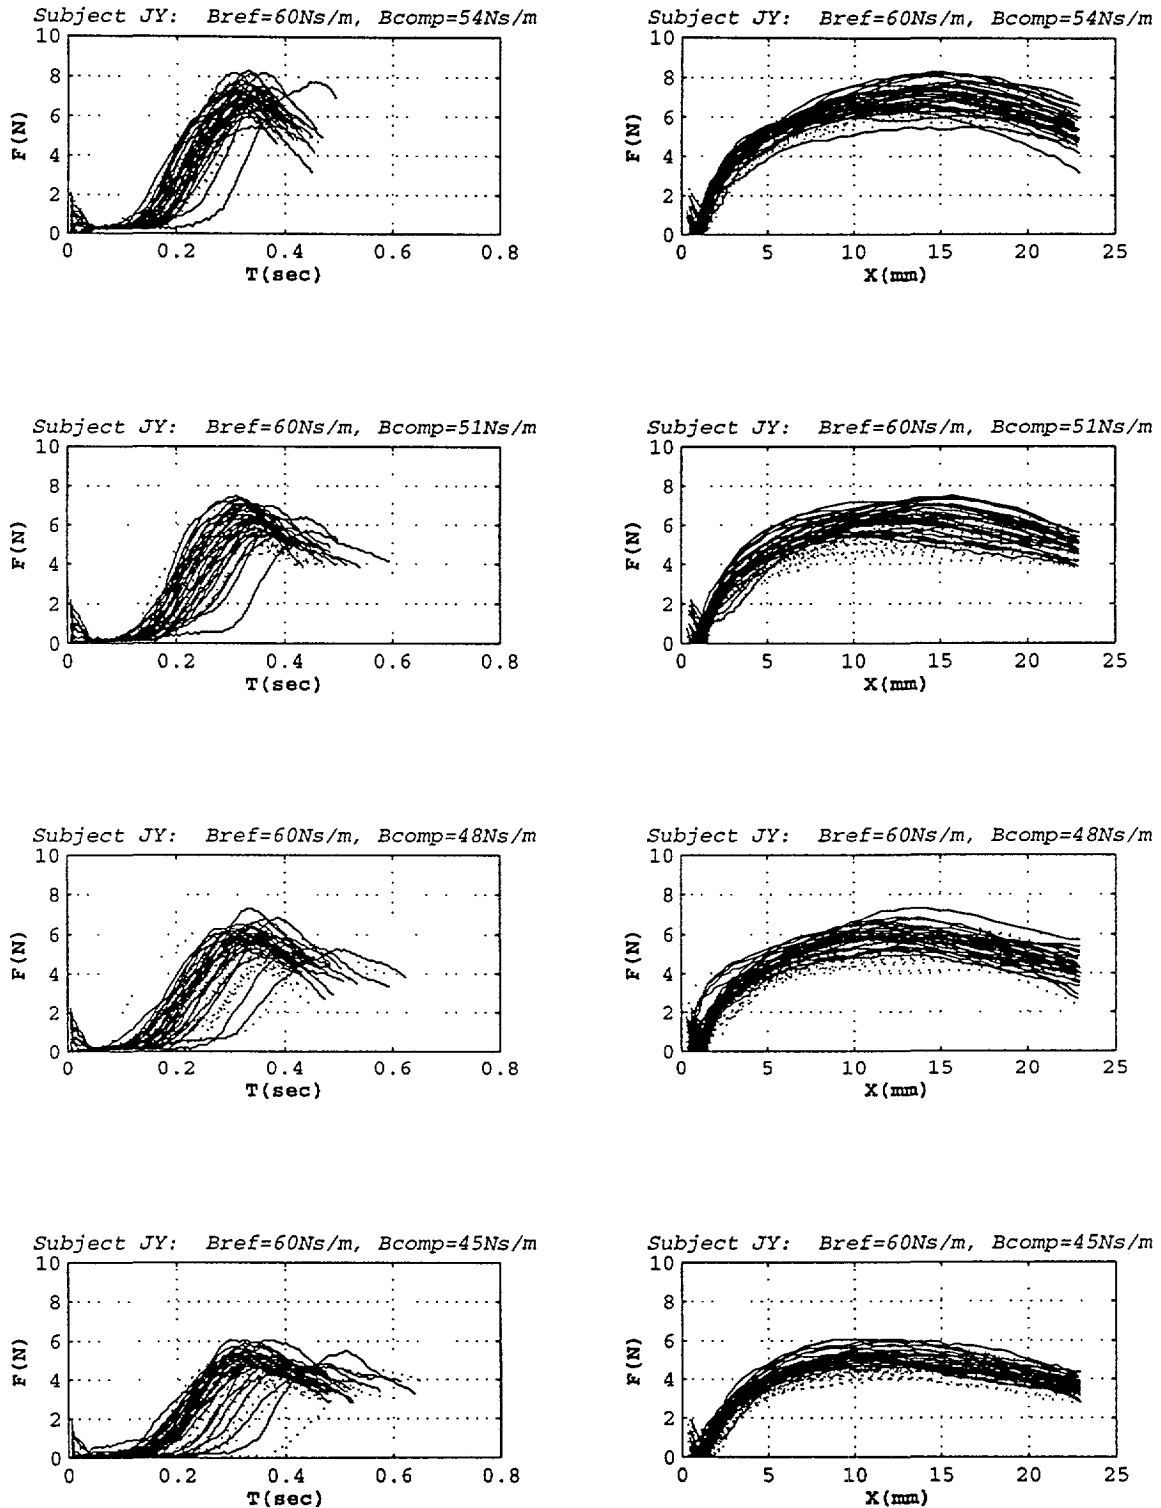 Subject JY: Bref=60Ns/m, Bcomp=54Ns/m
10
8
6
4
2
0
F(N)
0 0.2 0.4 0.6 0.8
T(sec)
Subject JY: Bref=60Ns/m, Bcomp=54Ns/m
10
8
6
4
2
0
F(N)
0 5 10 15 20 25
X(mm)
Subject JY: Bref=60Ns/m, Bcomp=51Ns/m
10
8
6
4
2
0
F(N)
0 0.2 0.4 0.6 0.8
T(sec)
Subject JY: Bref=60Ns/m, Bcomp=51Ns/m
10
8
6
4
2
0
F(N)
0 5 10 15 20 25
X(mm)
Subject JY: Bref=60Ns/m, Bcomp=48Ns/m
10
8
6
4
2
0
F(N)
0 0.2 0.4 0.6 0.8
T(sec)
Subject JY: Bref=60Ns/m, Bcomp=48Ns/m
10
8
6
4
2
0
F(N)
0 5 10 15 20 25
X(mm)
Subject JY: Bref=60Ns/m, Bcomp=45Ns/m
10
8
6
4
2
0
F(N)
0 0.2 0.4 0.6 0.8
T(sec)
Subject JY: Bref=60Ns/m, Bcomp=45Ns/m
10
8
6
4
2
0
F(N)
0 5 10 15 20 25
X(mm)